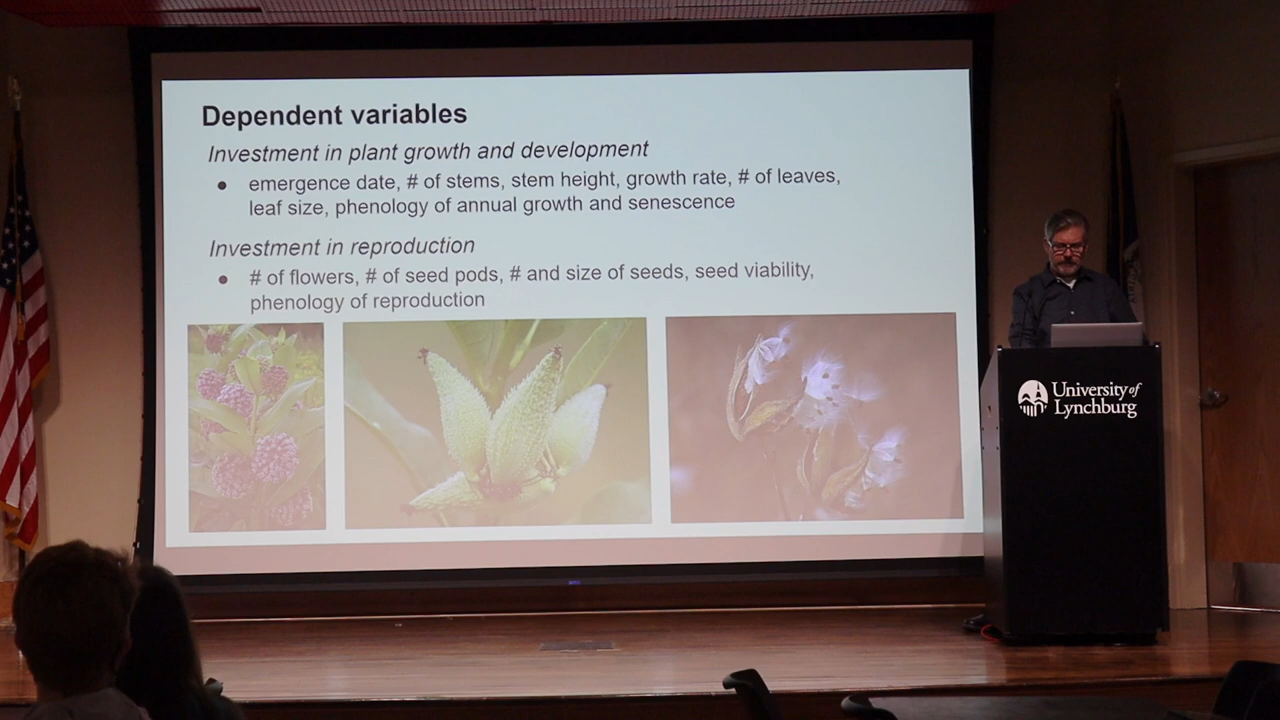 Dependent variables
Investment in plant growth and development
● emergence date, # of stems, stem height, growth rate, # of leaves,
leaf size, phenology of annual growth and senescence
Investment in reproduction
● # of flowers, # of seed pods, # and size of seeds, seed viability,
phenology of reproduction
University of
Lynchburg